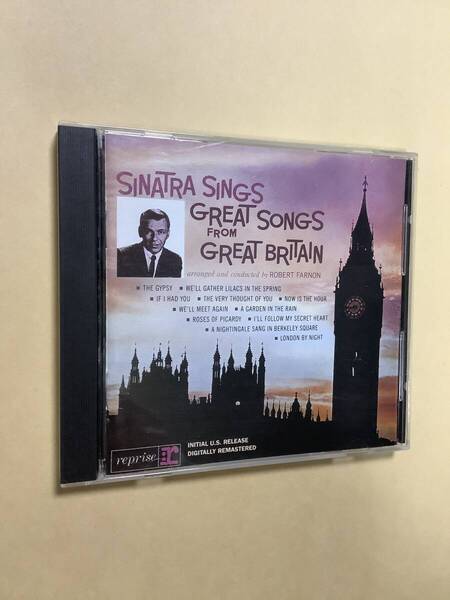 SINATRA SINGS
GREAT SONGS
FROM
GREAT BRITAIN
arranged and conducted by ROBERT FARNON
▪ THE GYPSY ▪ WE'LL GATHER LILACS IN THE SPRING
▪ IF I HAD YOU ▪ THE VERY THOUGHT OF YOU ▪ NOW IS THE HOUR
▪ WE'LL MEET AGAIN ▪ A GARDEN IN THE RAIN
▪ ROSES OF PICARDY ▪ I'LL FOLLOW MY SECRET HEART
▪ A NIGHTINGALE SANG IN BERKELEY SQUARE
▪ LONDON BY NIGHT
reprise
INITIAL U.S. RELEASE
DIGITALLY REMASTERED